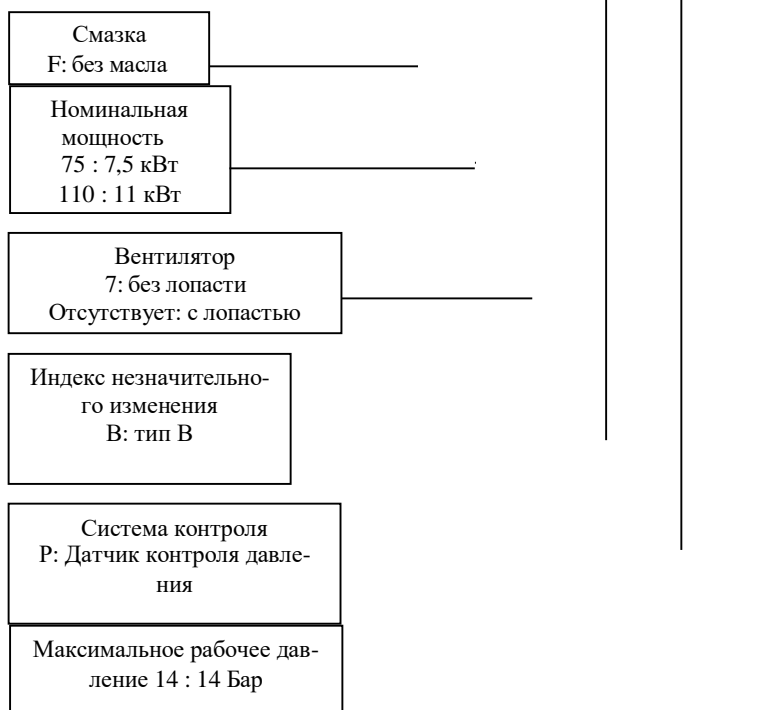 Смазка
F: без масла
Номинальная
мощность
75 : 7,5 кВт
110 : 11 кВт
Вентилятор
7: без лопасти
Отсутствует: с лопастью
Индекс незначительно-
го изменения
B: тип B
Система контроля
P: Датчик контроля давле-
ния
Максимальное рабочее дав-
ление 14 : 14 Бар